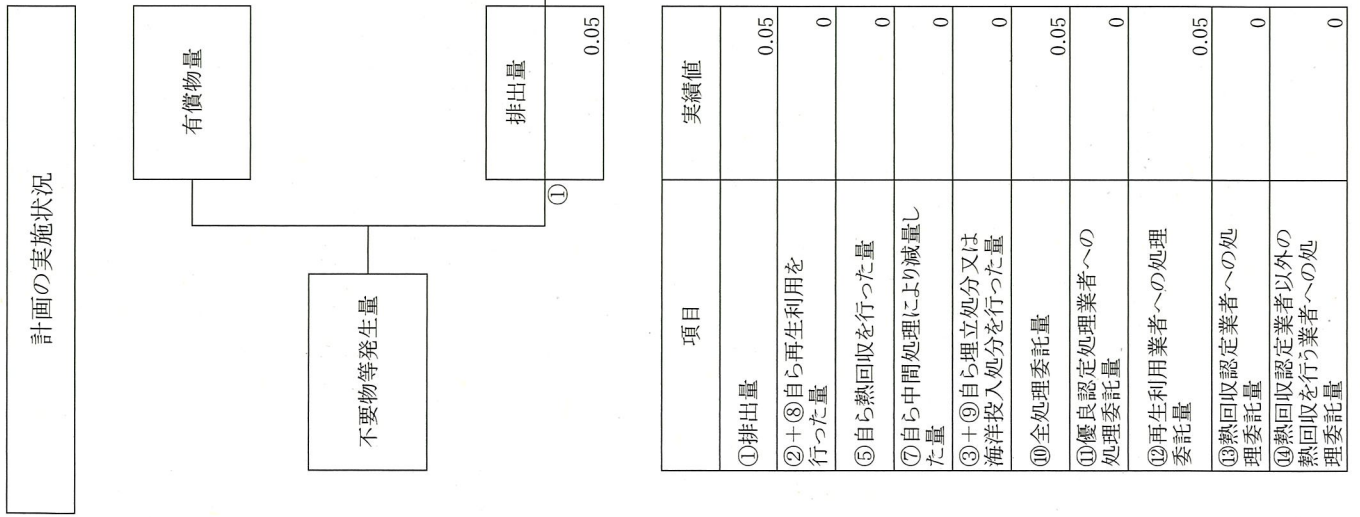 計画の実施状況
有償物量
不要物等発生量
排出量
①
0.05
項目
実績値
①排出量
0.05
②+⑧自ら再生利用を
行った量
0
⑤自ら熱回収を行った量
0
⑦自ら中間処理により減量し
た量
0
③+⑨自ら埋立処分又は
海洋投入処分を行った量
0
⑩全処理委託量
0.05
⑪優良認定処理業者への
処理委託量
0
⑫再生利用業者への処理
委託量
0.05
⑬熱回収認定業者への処
理委託量
0
⑭熱回収認定業者以外の
熱回収を行う業者への処
理委託量
0